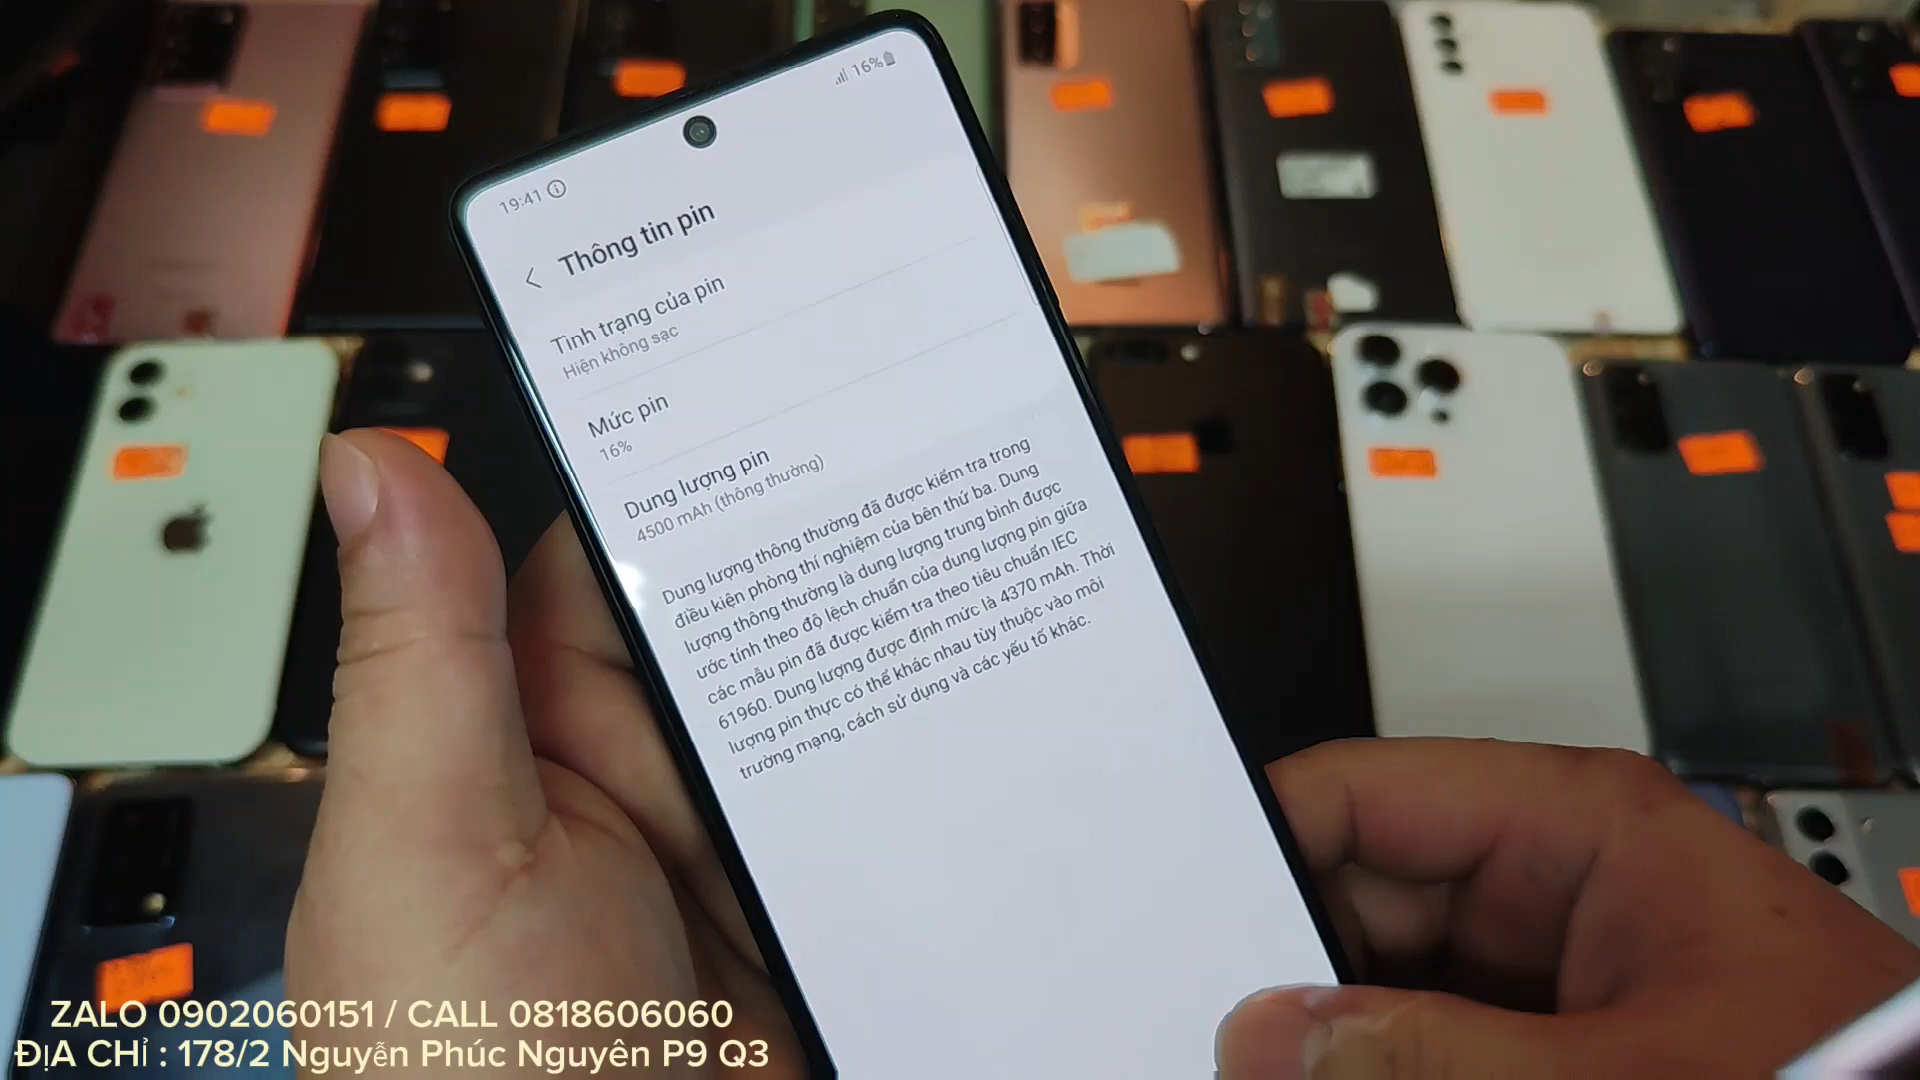 16%
19:41
Thông tin pin
Tình trạng của pin
Hiện không sạc
Mức pin
16%
Dung lượng pin
4500 mAh (thông thường)
Dung lượng thông thường đã được kiểm tra trong
điều kiện phòng thí nghiệm của bên thứ ba. Dung
lượng thông thường là dung lượng trung bình được
ước tính theo độ lệch chuẩn của dung lượng pin giữa
các mẫu pin đã được kiểm tra theo tiêu chuẩn IEC
61960. Dung lượng được định mức là 4370 mAh. Thời
lượng pin thực có thể khác nhau tùy thuộc vào môi
trường mạng, cách sử dụng và các yếu tố khác.
ZALO 0902060151 / CALL 0818606060
ĐỊA CHỈ : 178/2 Nguyễn Phúc Nguyên P9 Q3